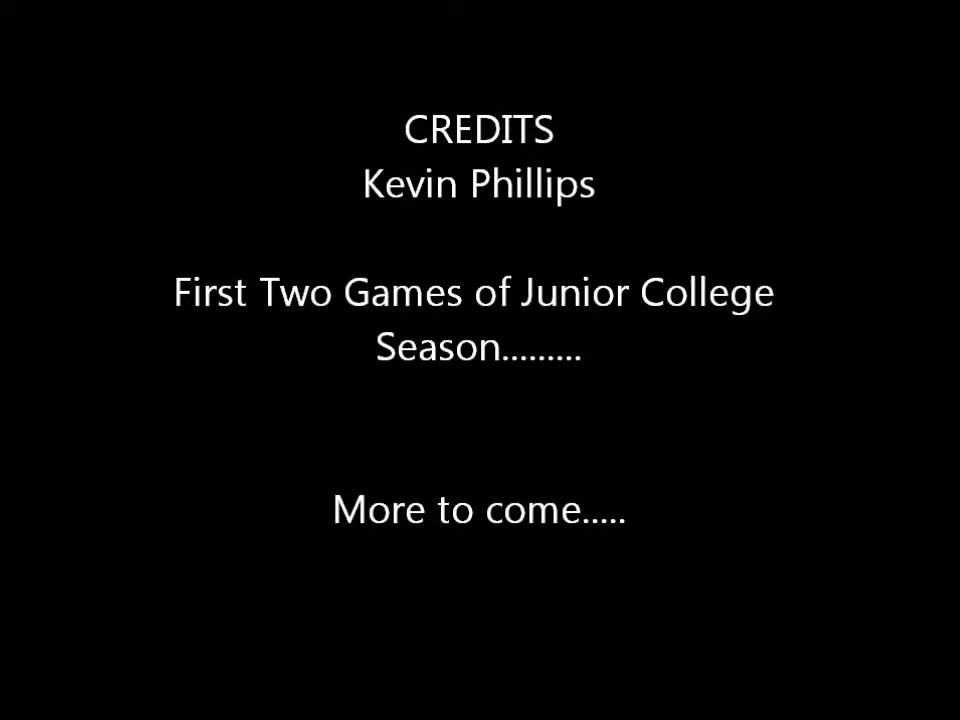 CREDITS
Kevin Phillips
First Two Games of Junior College
Season.........
More to come.....